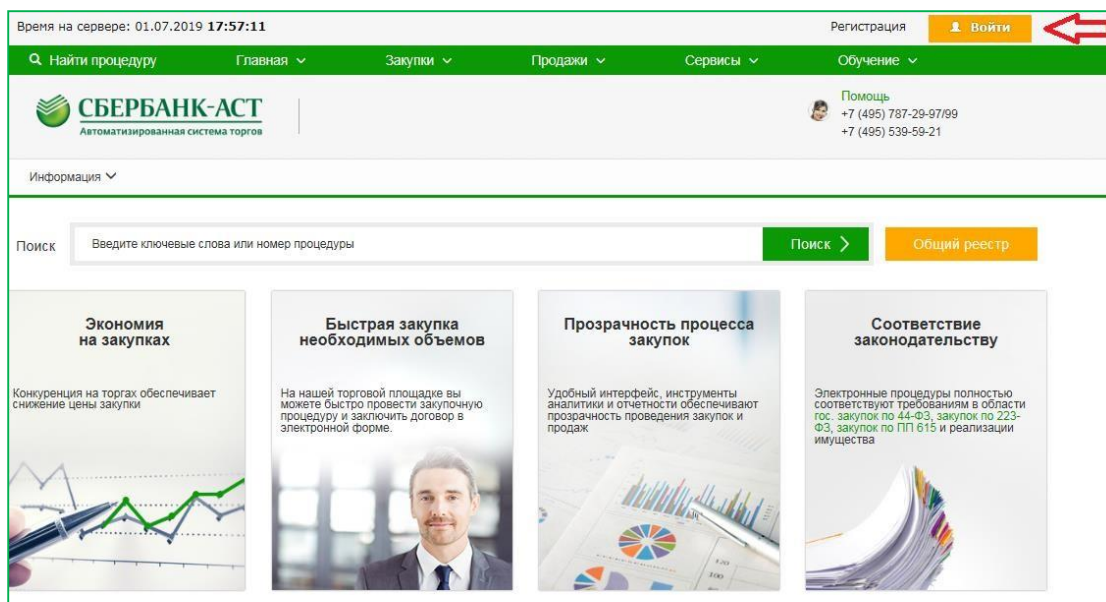 Время на сервере: 01.07.2019 17:57:11
Регистрация
Войти
Найти процедуру
Главная
Закупки
Продажи
Сервисы
Обучение
СБЕРБАНК-АСТ
Автоматизированная система торгов
Помощь
+7 (495) 787-29-97/99
+7 (495) 539-59-21
Информация
Поиск
Введите ключевые слова или номер процедуры
Поиск
Общий реестр
Экономия
на закупках
Конкуренция на торгах обеспечивает
снижение цены закупки
Быстрая закупка
необходимых объемов
На нашей торговой площадке вы
можете быстро провести закупочную
процедуру и заключить договор в
электронной форме.
Прозрачность процесса
закупок
Удобный интерфейс, инструменты
аналитики и отчетности обеспечивают
прозрачность проведения закупок и
продаж
120
100
Соответствие
законодательству
Электронные процедуры полностью
соответствуют требованиям в области
гос. закупок по 44-ФЗ, закупок по 223-
ФЗ, закупок по ПП 615 и реализации
имущества